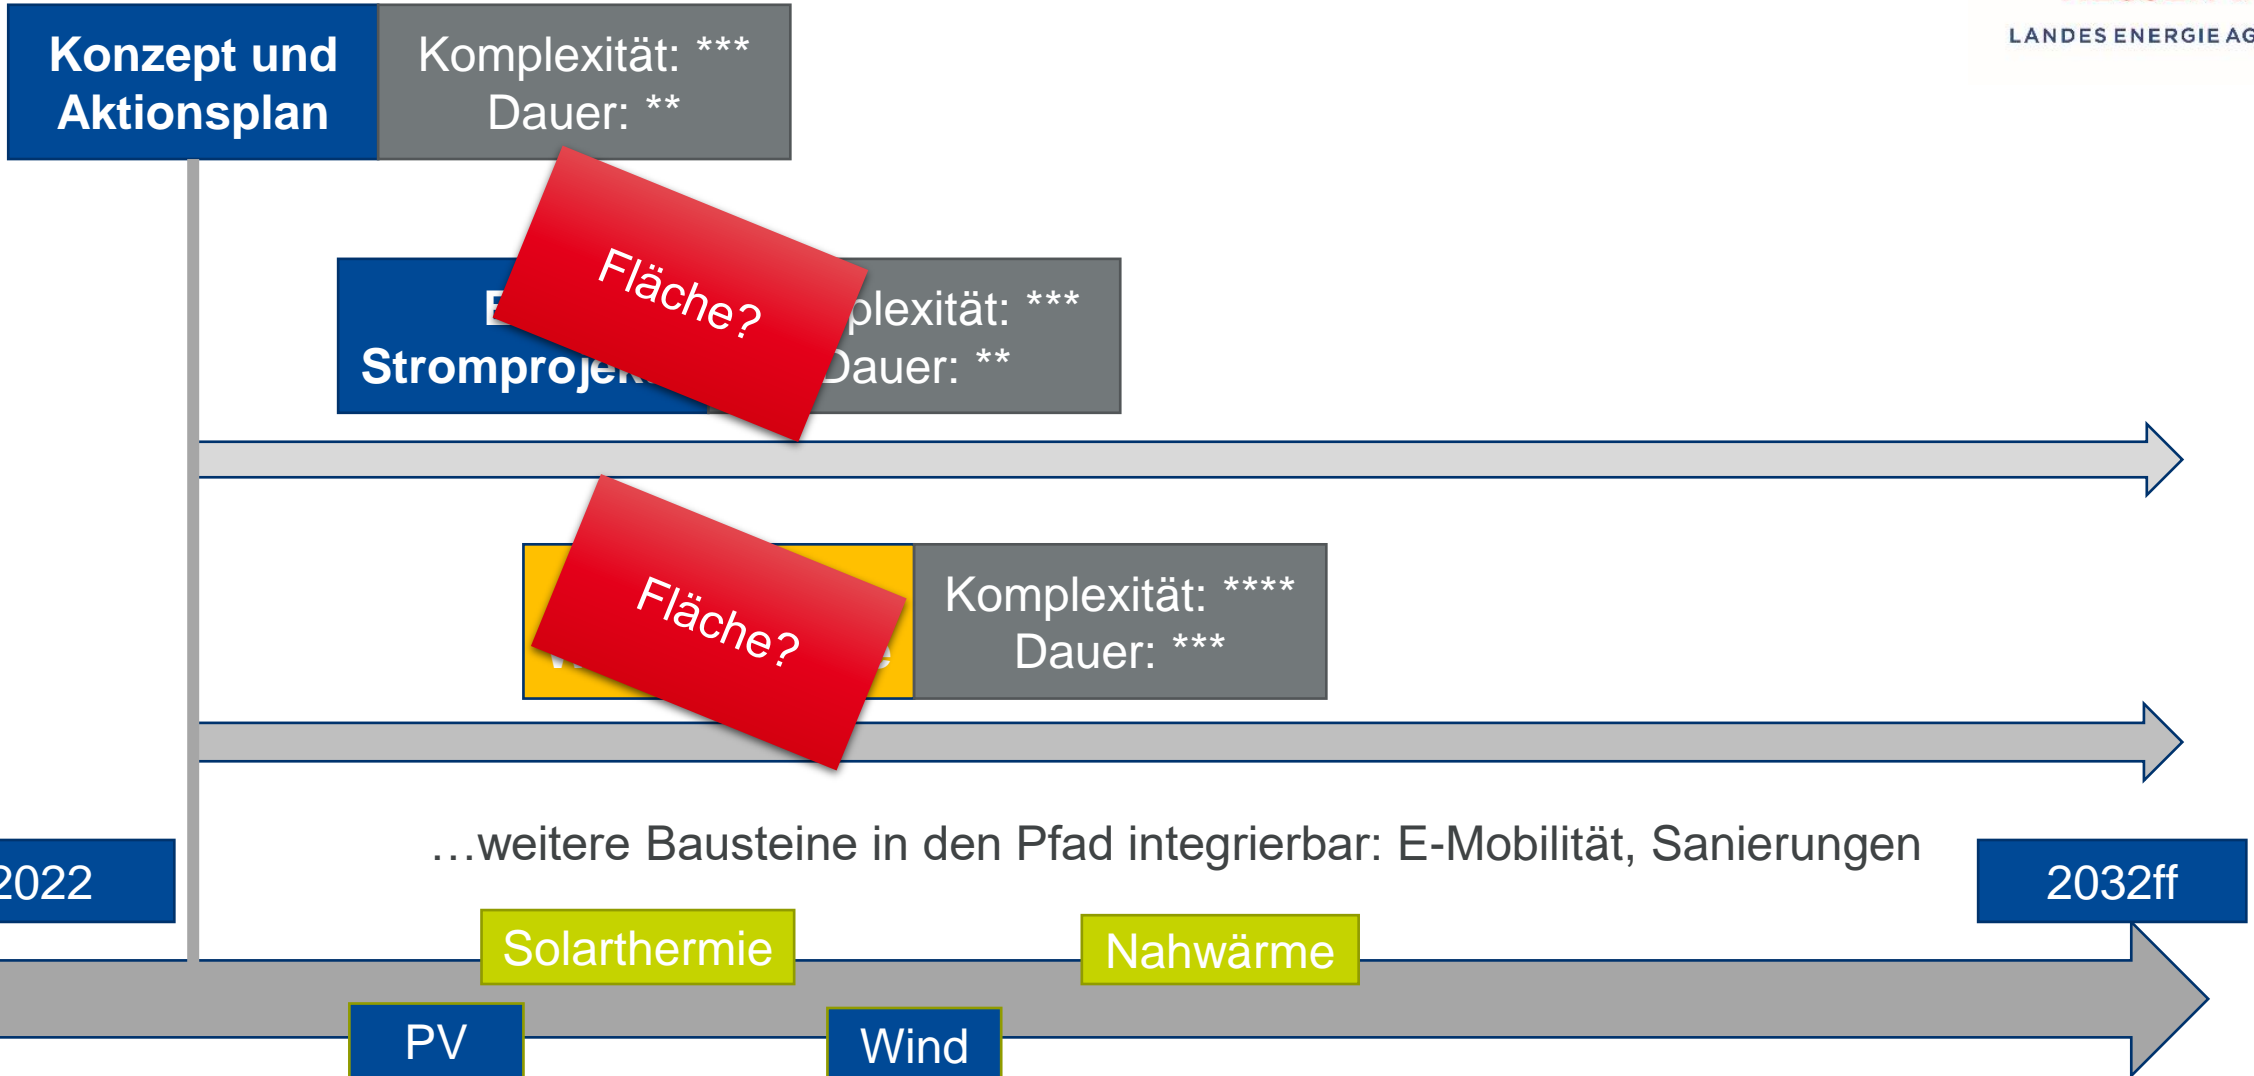 LANDES ENERGIE AG
Konzept und
Aktionsplan
Komplexität: ***
Dauer: **
Fläche?
plexität: ***
Stromprojek
Dauer: **
Fläche?
Komplexität: ****
Dauer: ***
…weitere Bausteine in den Pfad integrierbar: E-Mobilität, Sanierungen
2022
2032ff
Solarthermie
Nahwärme
PV
Wind